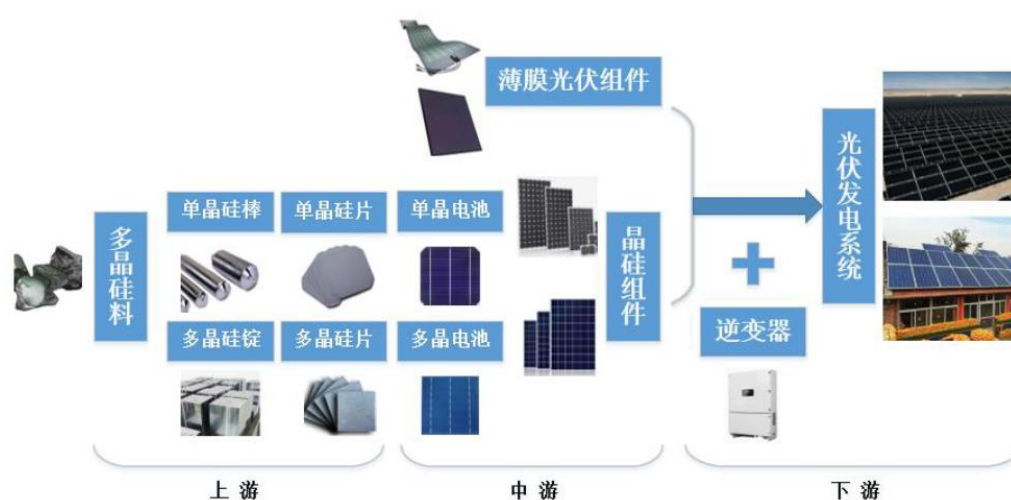 薄膜光伏组件
光伏发电系统
单晶硅棒
单晶硅片
单晶电池
多晶硅料
晶硅组件
多晶硅锭
多晶硅片
多晶电池
逆变器
上 游
中 游
下 游